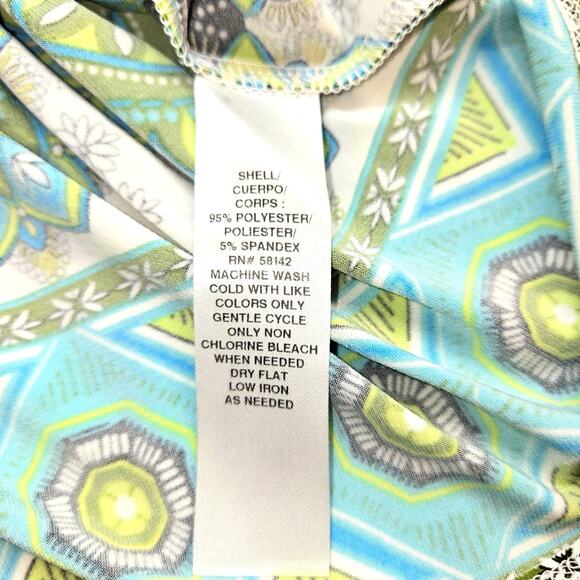 SHELL/
CUERPO/
CORPS :
95% POLYESTER/
POLIESTER/
5% SPANDEX
RN# 58142
MACHINE WASH
COLD WITH LIKE
COLORS ONLY
GENTLE CYCLE
ONLY NON
CHLORINE BLEACH
WHEN NEEDED
DRY FLAT
LOW IRON
AS NEEDED